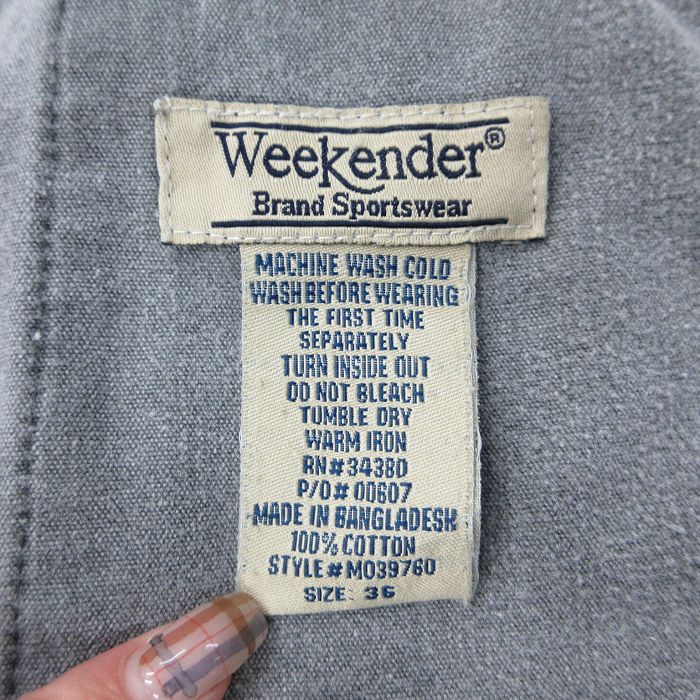 Weekender®
Brand Sportswear
MACHINE WASH COLD
WASH BEFORE WEARING
THE FIRST TIME
SEPARATELY
TURN INSIDE OUT
DO NOT BLEACH
TUMBLE DRY
WARM IRON
RN#34380
P/O# 00607
MADE IN BANGLADESH
100% COTTON
STYLE#M039760
SIZE: 36